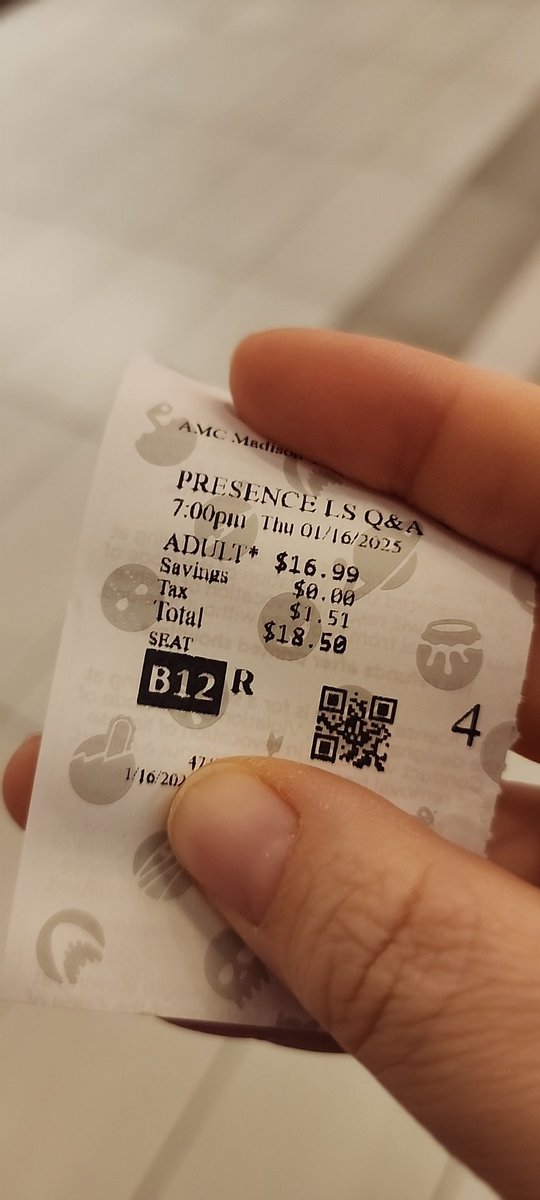 AMC Madison
PRESENCE LS Q&A
7:00pm Thu 01/16/2025
ADULT* $16.99
Savings $0.00
Tax $1.51
Total $18.50
SEAT
B12 R
4